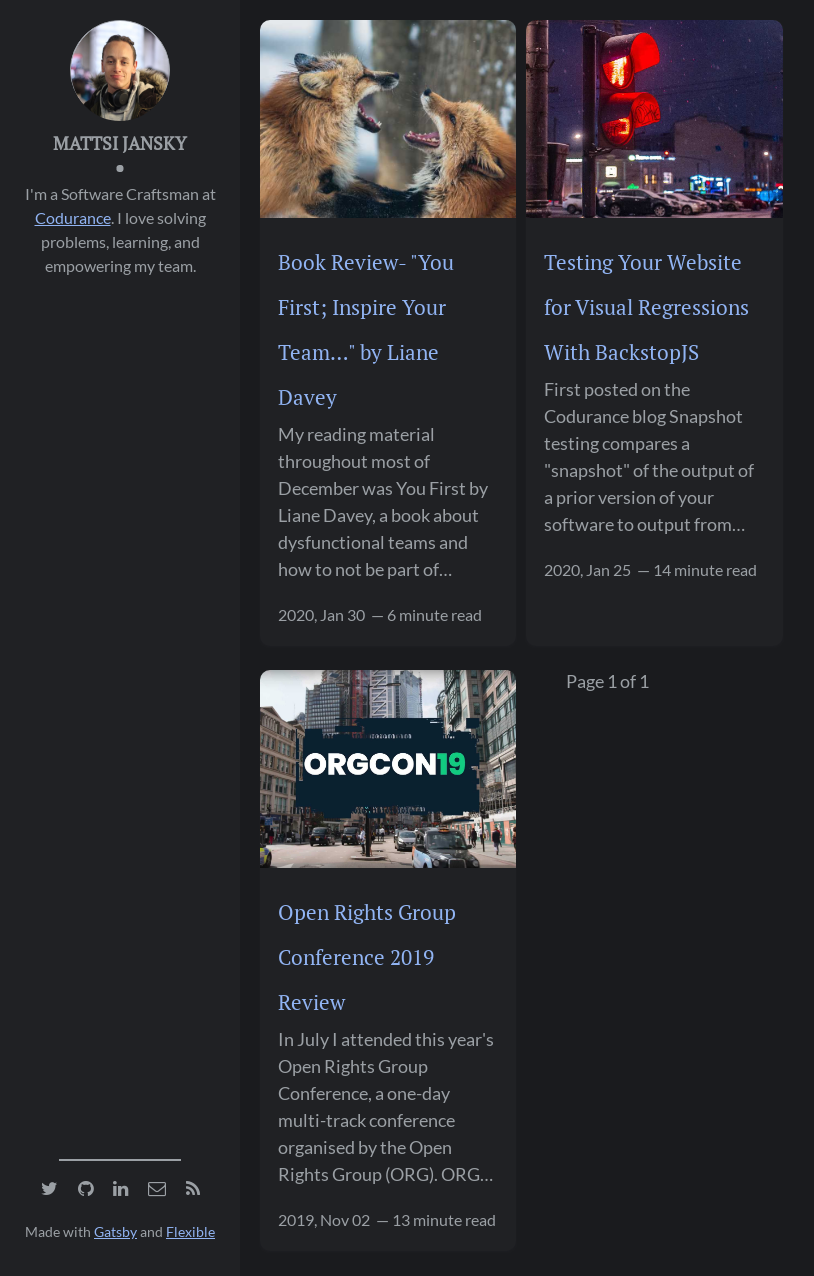 MATTSI JANSKY
I'm a Software Craftsman at
Codurance. I love solving
problems, learning, and
empowering my team.
Book Review- "You
First; Inspire Your
Team…" by Liane
Davey
My reading material
throughout most of
December was You First by
Liane Davey, a book about
dysfunctional teams and
how to not be part of…
2020, Jan 30 — 6 minute read
Testing Your Website
for Visual Regressions
With BackstopJS
First posted on the
Codurance blog Snapshot
testing compares a
"snapshot" of the output of
a prior version of your
software to output from…
2020, Jan 25 — 14 minute read
ORGCON19
Open Rights Group
Conference 2019
Review
In July I attended this year's
Open Rights Group
Conference, a one-day
multi-track conference
organised by the Open
Rights Group (ORG). ORG…
2019, Nov 02 — 13 minute read
Page 1 of 1
Made with Gatsby and Flexible